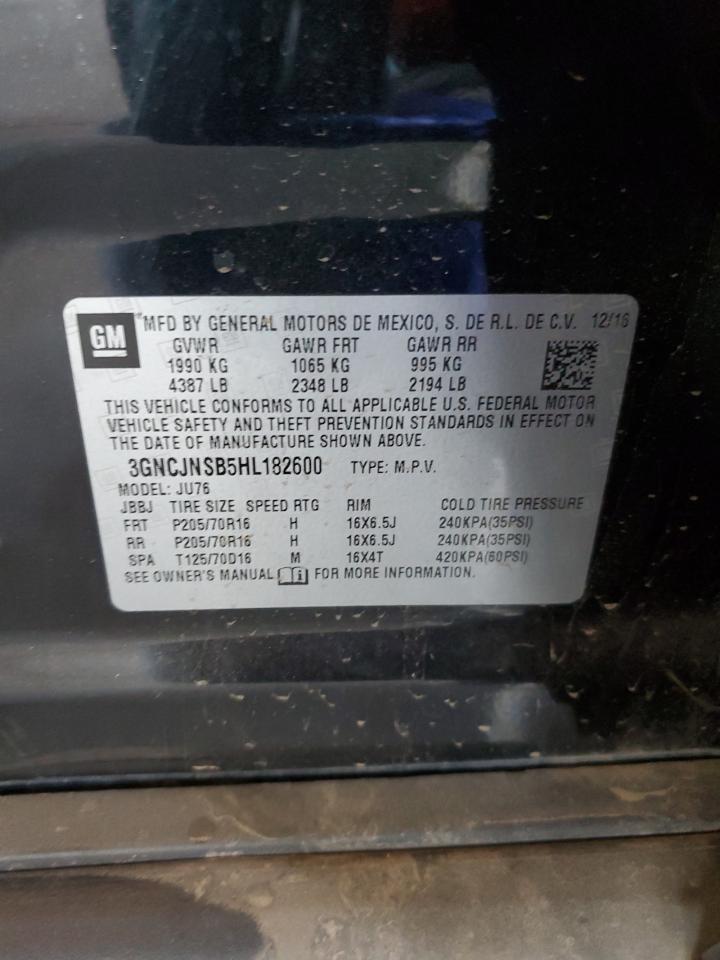 GM MFD BY GENERAL MOTORS DE MEXICO, S. DE R.L. DE C.V. 12/16
GVWR GAWR FRT GAWR RR
1990 KG 1065 KG 995 KG
4387 LB 2348 LB 2194 LB
THIS VEHICLE CONFORMS TO ALL APPLICABLE U.S. FEDERAL MOTOR
VEHICLE SAFETY AND THEFT PREVENTION STANDARDS IN EFFECT ON
THE DATE OF MANUFACTURE SHOWN ABOVE.
3GNCJNSB5HL182600 TYPE: M.P.V.
MODEL: JU76
JBBJ TIRE SIZE SPEED RTG RIM COLD TIRE PRESSURE
FRT P205/70R16 H 16X6.5J 240KPA(35PSI)
RR P205/70R16 H 16X6.5J 240KPA(35PSI)
SPA T125/70D16 M 16X4T 420KPA(60PSI)
SEE OWNER'S MANUAL FOR MORE INFORMATION.